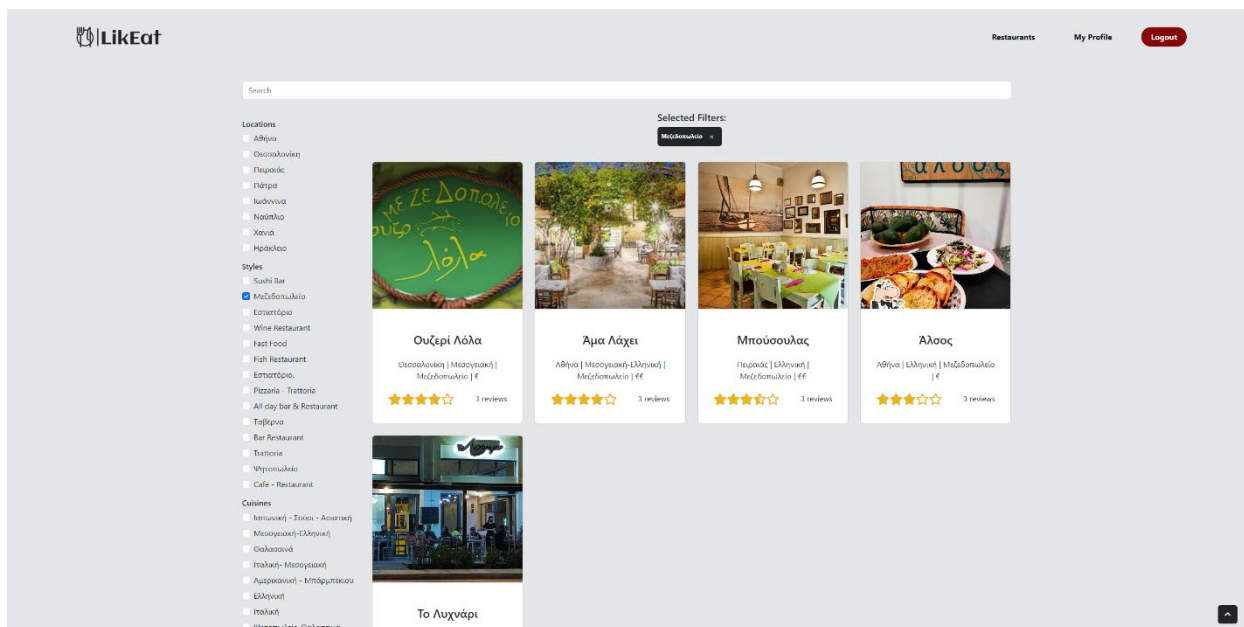 LikEat
Restaurants
My Profile
Logout
Search
Locations
Αθήνα
Θεσσαλονίκη
Πειραιάς
Πάτρα
Ιωάννινα
Ναύπλιο
Χανιά
Ηράκλειο
Styles
Sushi Bar
Μεζεδοπωλείο
Εστιατόριο
Wine Restaurant
Fast Food
Fish Restaurant
Εστιατόριο.
Pizzaria - Trattoria
All day bar & Restaurant
Ταβέρνα
Bar Restaurant
Trattoria
Ψητοπωλείο
Cafe - Restaurant
Cuisines
Ιαπωνική - Σούσι - Ασιατική
Μεσογειακή-Ελληνική
Θαλασσινά
Ιταλική- Μεσογειακή
Αμερικανική - Μπάρμπεκιου
Ελληνική
Ιταλική
Selected Filters:
Μεζεδοπωλείο ×
ΜεζεΔοπολείο
ουζερ
λόλα
Ουζερί Λόλα
Θεσσαλονίκη | Μεσογειακή |
Μεζεδοπωλείο | €
3 reviews
Άμα Λάχει
Αθήνα | Μεσογειακή-Ελληνική |
Μεζεδοπωλείο | €€
3 reviews
Μπούσουλας
Πειραιάς | Ελληνική |
Μεζεδοπωλείο | €€
3 reviews
Άλσος
Αθήνα | Ελληνική | Μεζεδοπωλείο
| €
3 reviews
Το Λυχνάρι